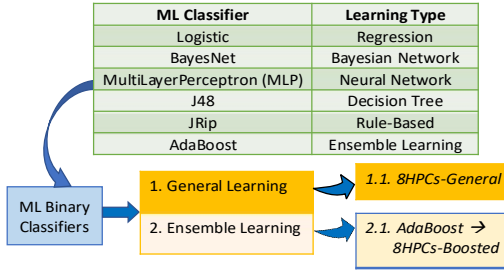 ML Classifier Learning Type
Logistic Regression
BayesNet Bayesian Network
MultiLayerPerceptron (MLP) Neural Network
J48 Decision Tree
JRip Rule-Based
AdaBoost Ensemble Learning
ML Binary
Classifiers
1. General Learning
2. Ensemble Learning
1.1. 8HPCs-General
2.1. AdaBoost →
8HPCs-Boosted